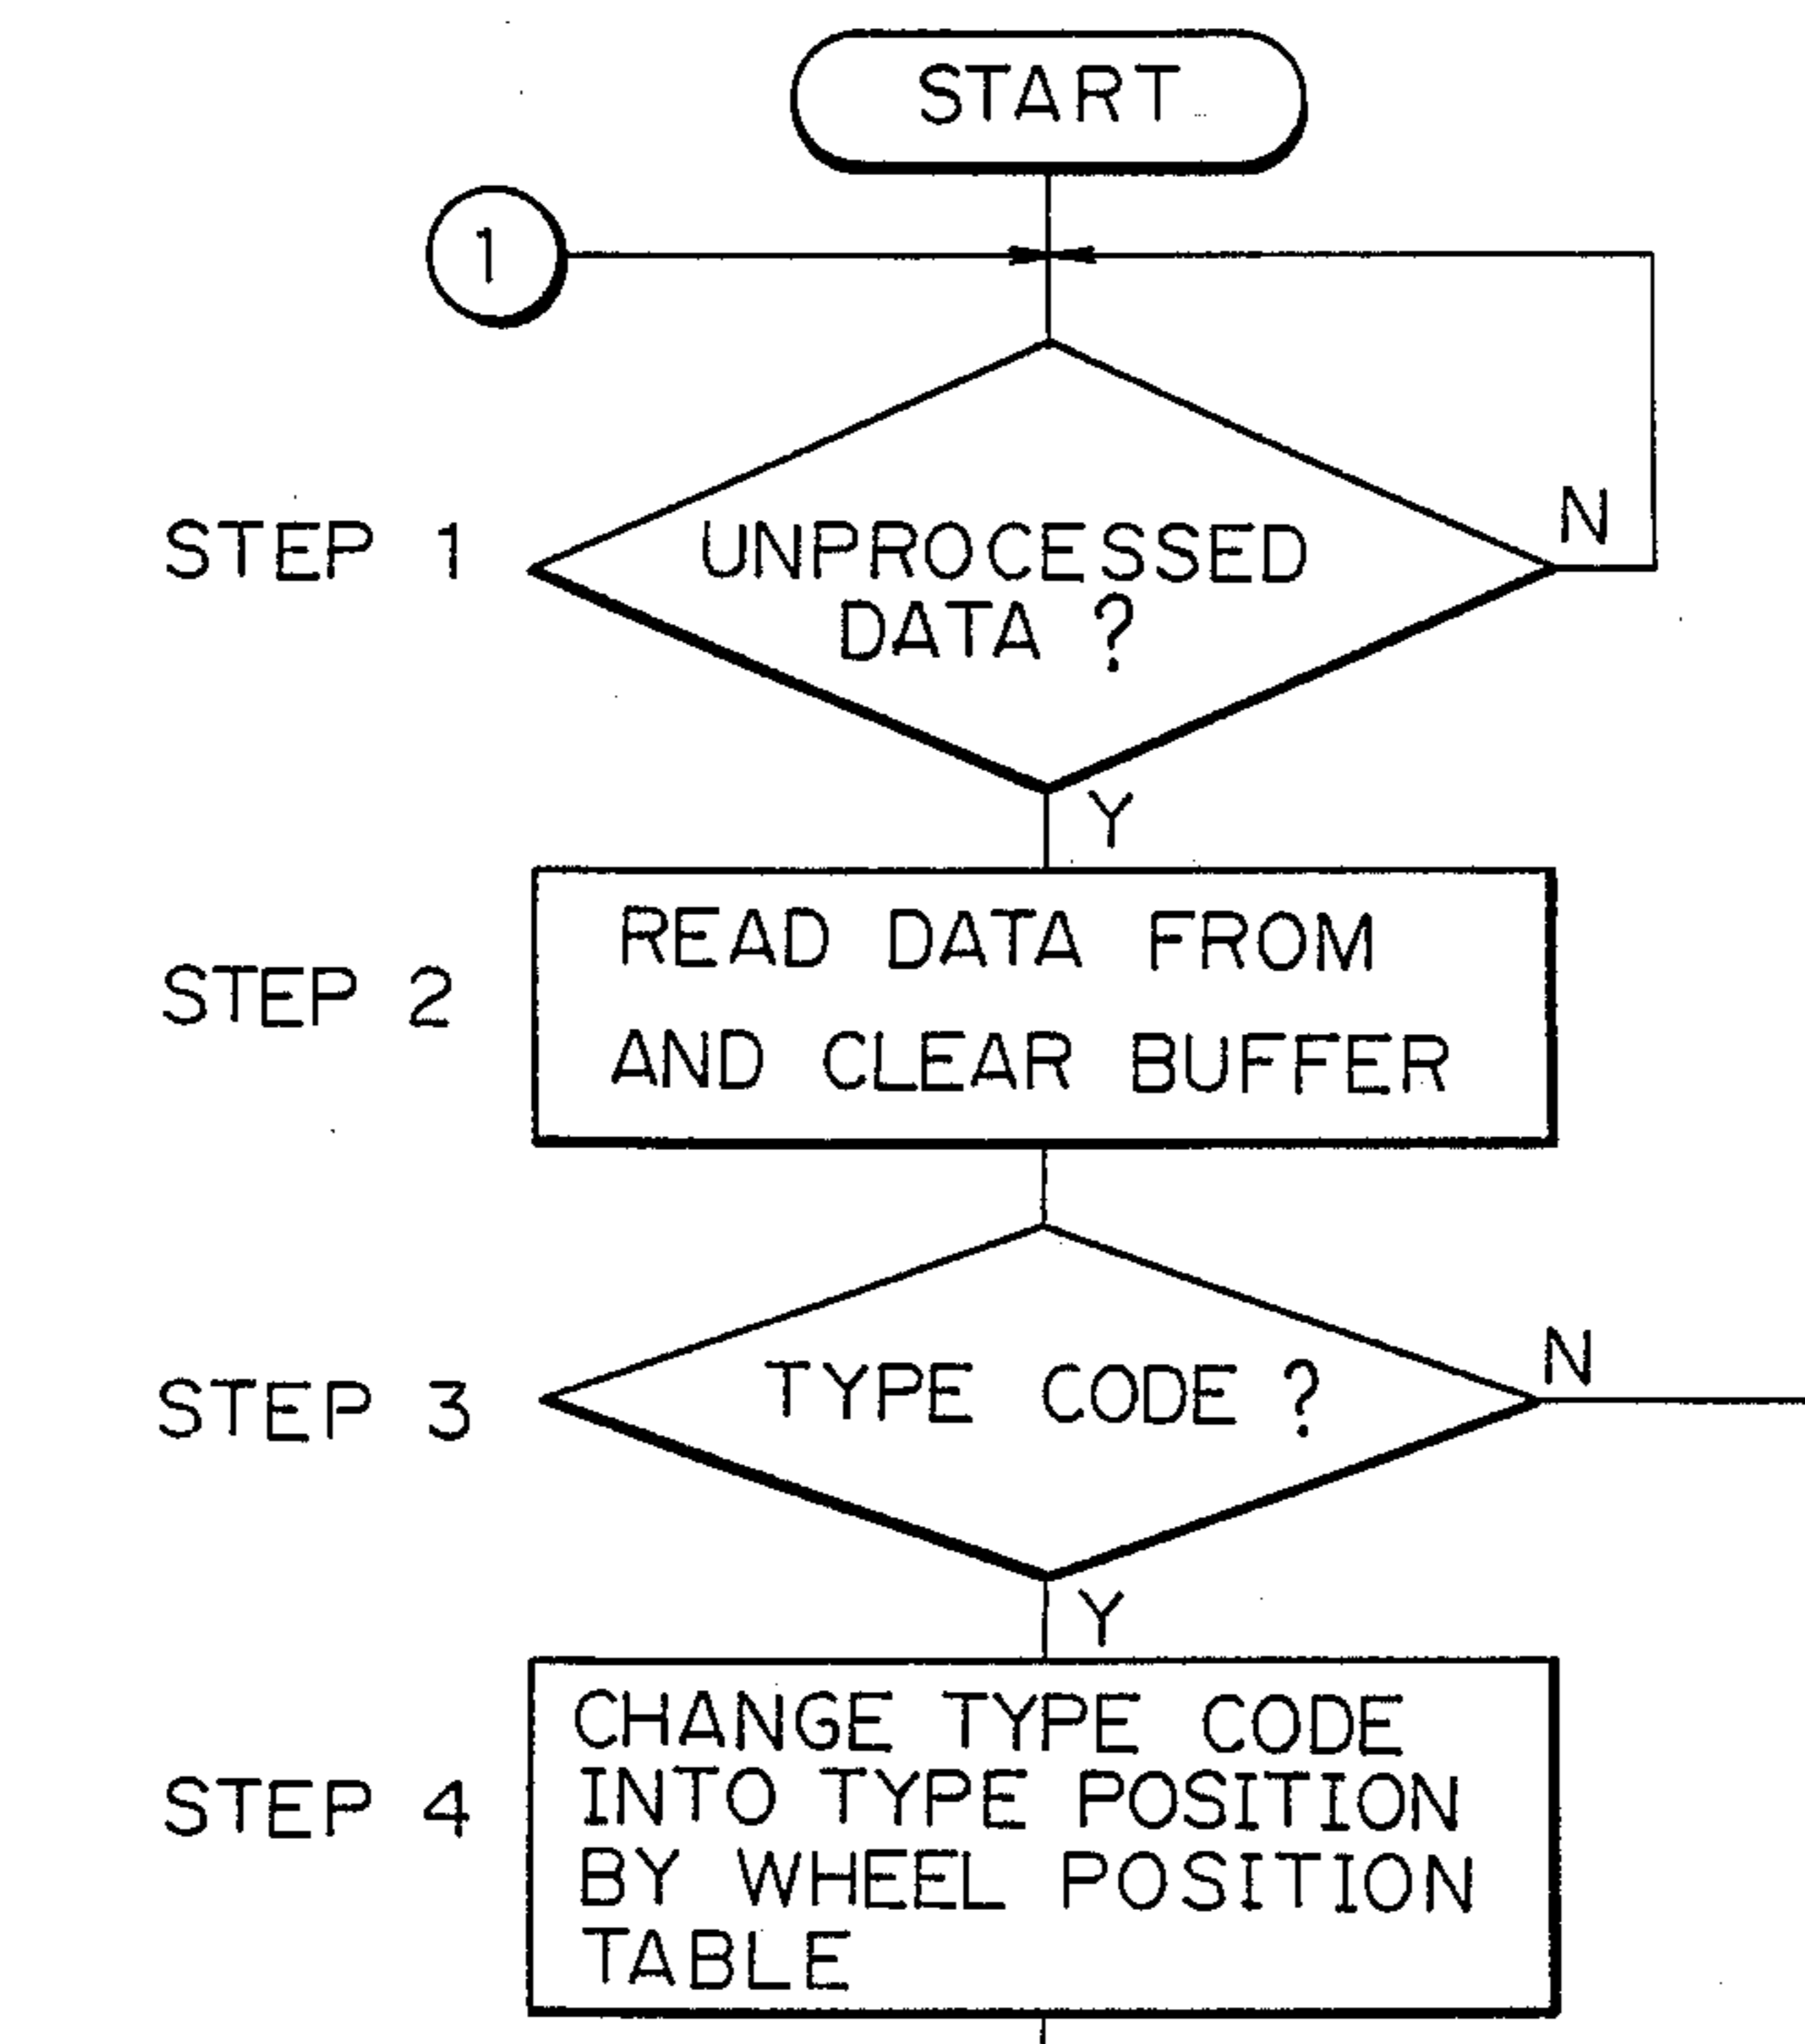 START
1
N
STEP 1
UNPROCESSED
DATA ?
Y
STEP 2
READ DATA FROM
AND CLEAR BUFFER
N
STEP 3
TYPE CODE ?
Y
STEP 4
CHANGE TYPE CODE
INTO TYPE POSITION
BY WHEEL POSITION
TABLE